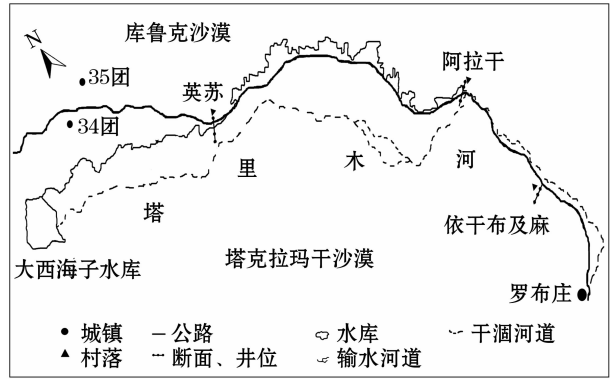 N
库鲁克沙漠
35团
34团
英苏
阿拉干
塔里木河
依干布及麻
塔克拉玛干沙漠
大西海子水库
罗布庄
城镇 公路 水库 干涸河道
村落 断面、井位 输水河道